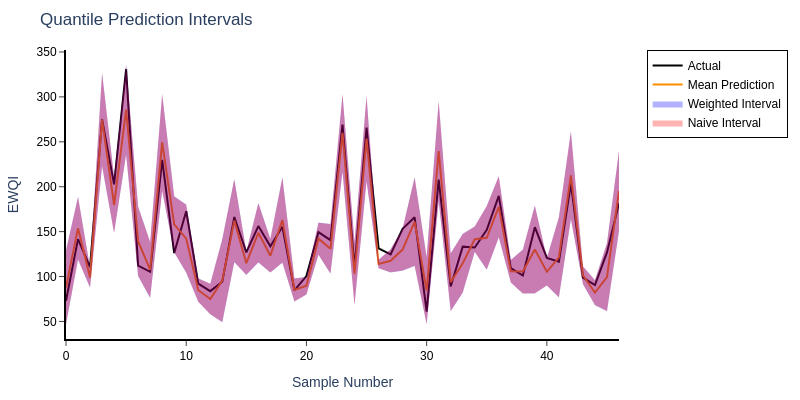 Quantile Prediction Intervals
350
300
250
200
150
100
50
EWQI
0
10
20
30
40
Sample Number
Actual
Mean Prediction
Weighted Interval
Naive Interval